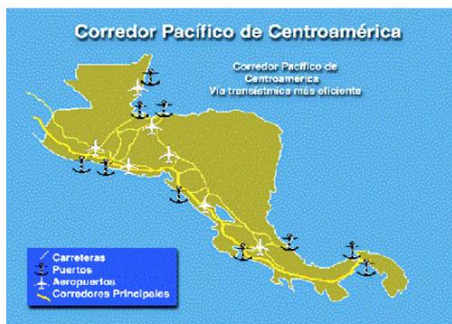 Corredor Pacífico de Centroamérica
Corredor Pacífico de
Centroamérica
Vía transístmica más eficiente
Carreteras
Puertos
Aeropuertos
Corredores Principales